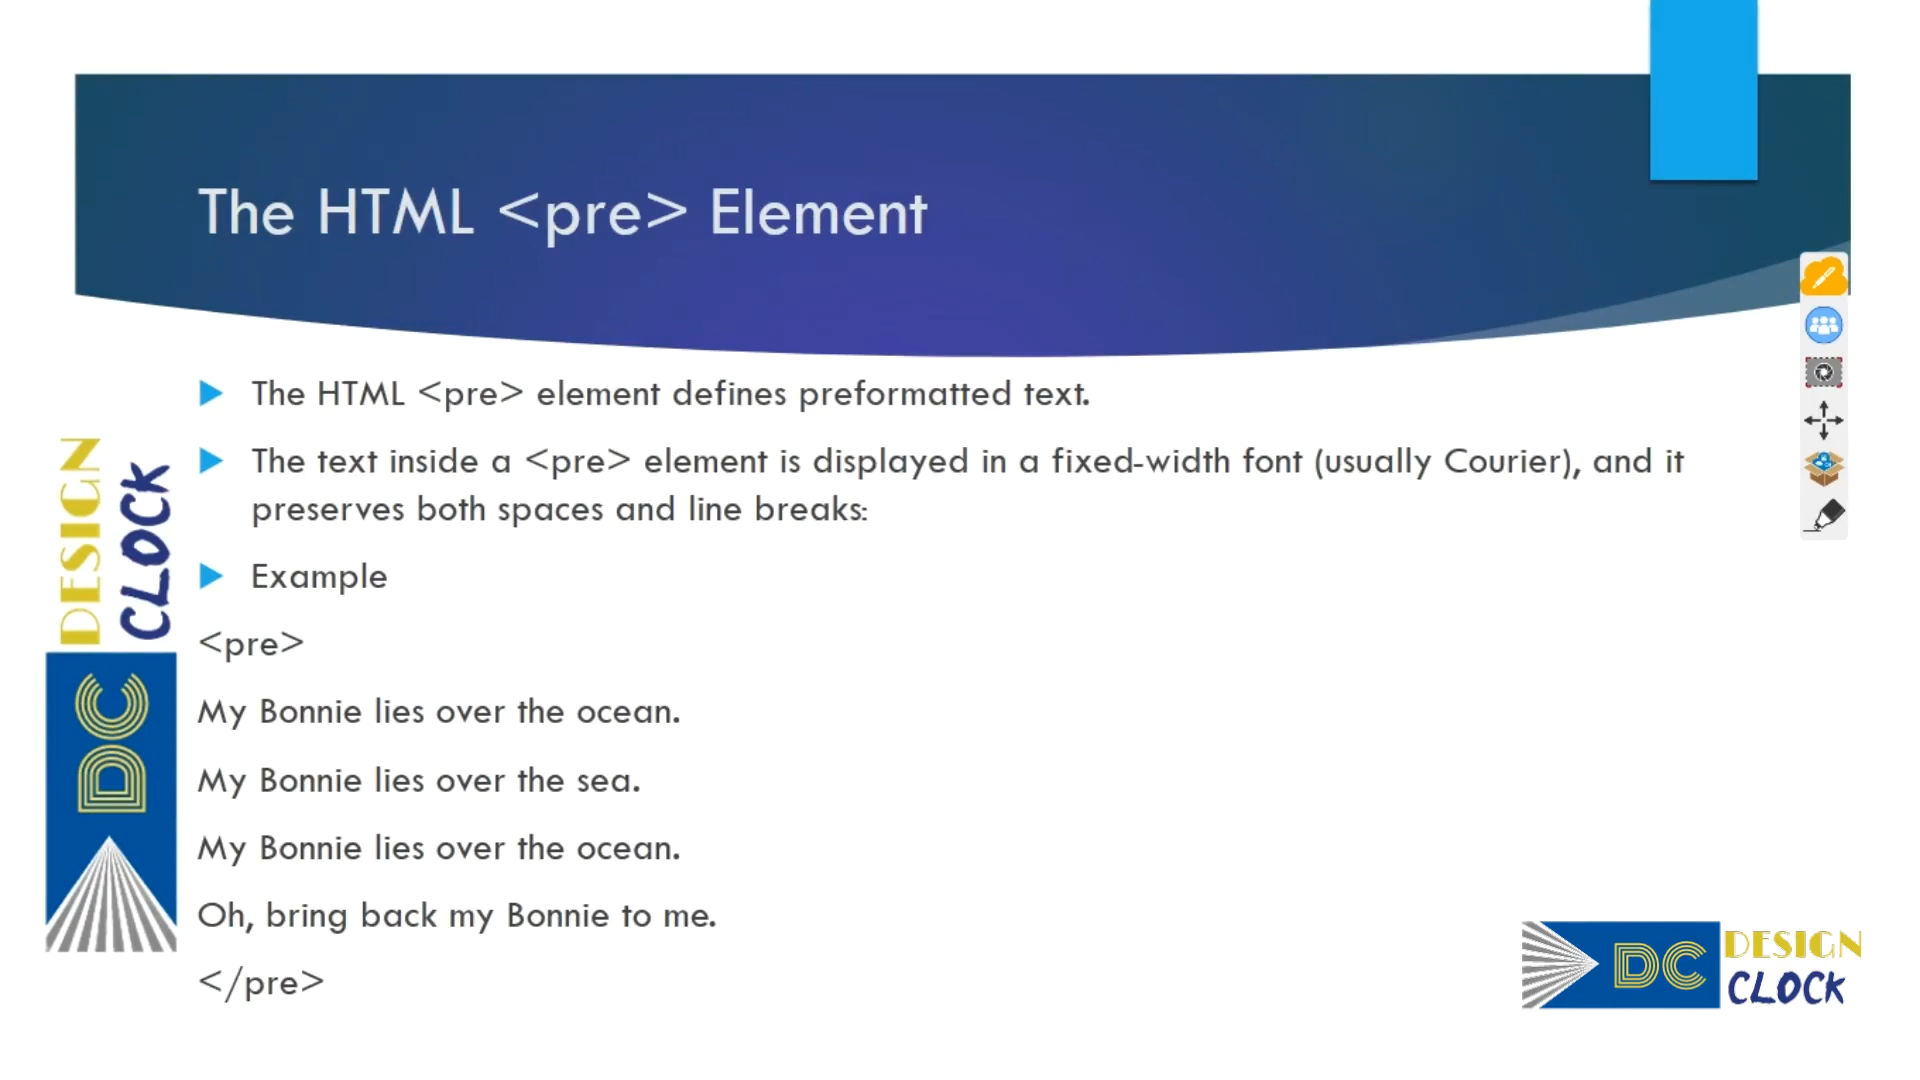 The HTML <pre> Element
The HTML <pre> element defines preformatted text.
The text inside a <pre> element is displayed in a fixed-width font (usually Courier), and it
preserves both spaces and line breaks:
Example
<pre>
My Bonnie lies over the ocean.
My Bonnie lies over the sea.
My Bonnie lies over the ocean.
Oh, bring back my Bonnie to me.
</pre>
DESIGN
CLOCK
DC
DC
DESIGN
CLOCK